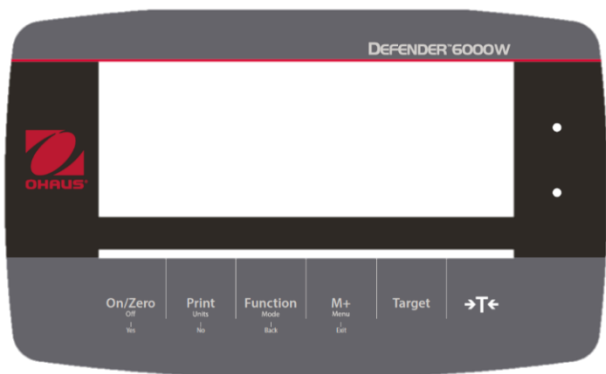 DEFENDER™6000W
OHAUS®
On/Zero Print Function M+ Target →T←
Off Units Mode Menu
Yes No Back Exit